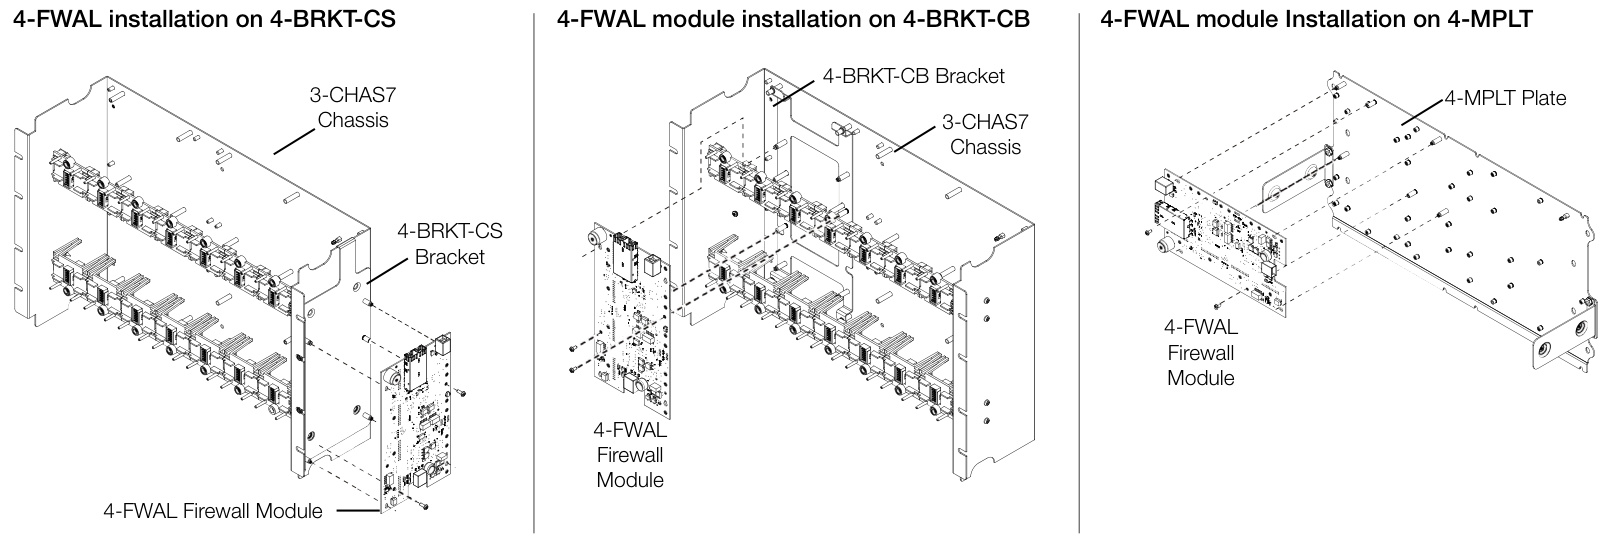 4-FWAL installation on 4-BRKT-CS
3-CHAS7
Chassis
4-BRKT-CS
Bracket
4-FWAL Firewall Module
4-FWAL module installation on 4-BRKT-CB
4-BRKT-CB Bracket
3-CHAS7
Chassis
4-FWAL
Firewall
Module
4-FWAL module Installation on 4-MPLT
4-MPLT Plate
4-FWAL
Firewall
Module